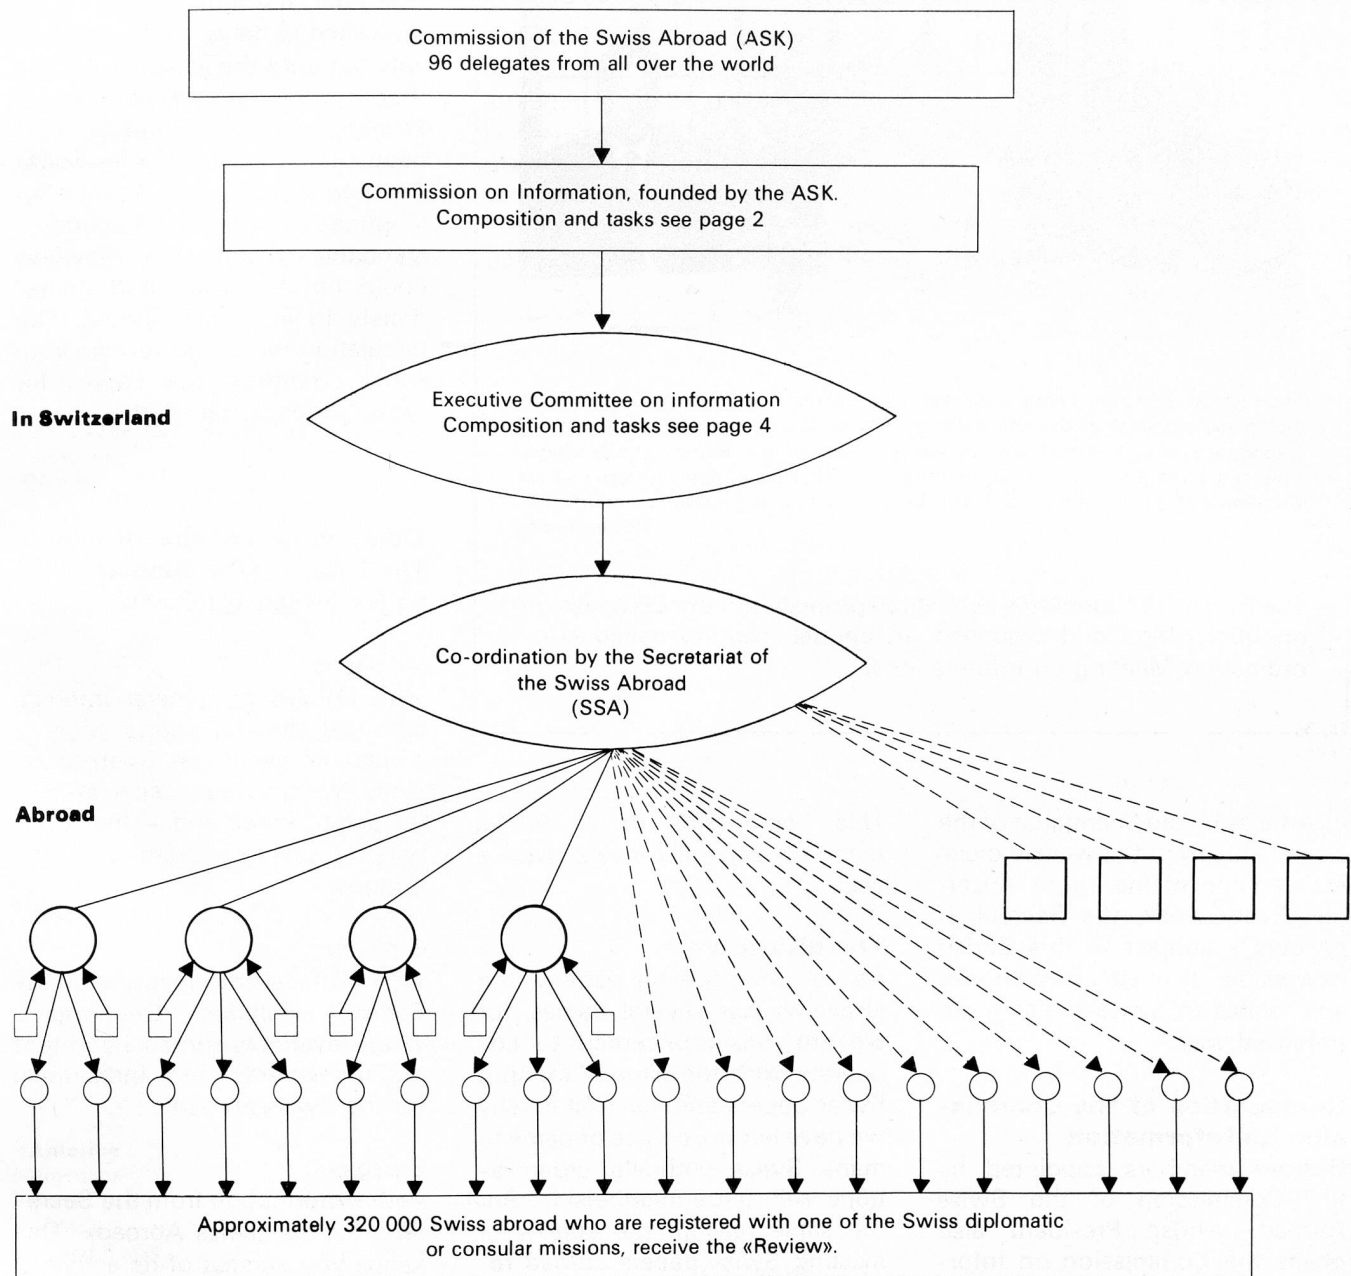 Commission of the Swiss Abroad (ASK)
96 delegates from all over the world
Commission on Information, founded by the ASK.
Composition and tasks see page 2
In Switzerland
Executive Committee on information
Composition and tasks see page 4
Co-ordination by the Secretariat of
the Swiss Abroad
(SSA)
Abroad
Approximately 320 000 Swiss abroad who are registered with one of the Swiss diplomatic
or consular missions, receive the «Review».